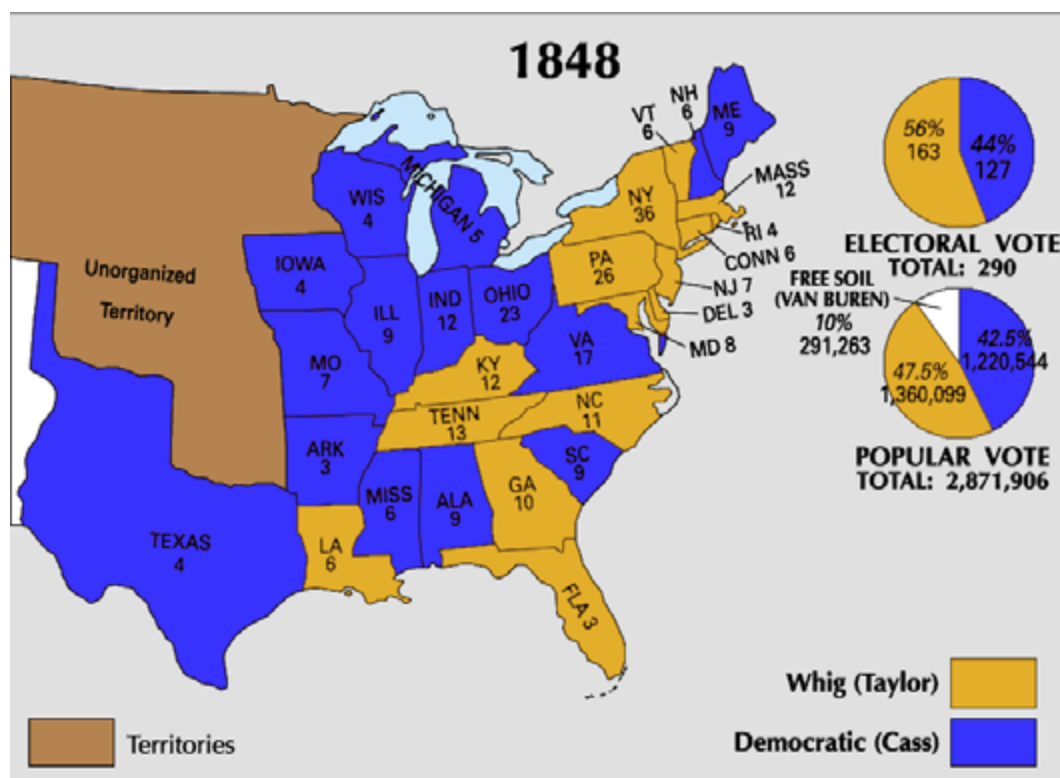 1848
NH
6
VT
6
ME
9
MASS
12
RI 4
CONN 6
NJ 7
DEL 3
MD 8
NY
36
PA
26
WIS
4
MICHIGAN 5
IOWA
4
ILL
9
IND
12
OHIO
23
VA
17
MO
7
KY
12
TENN
13
NC
11
ARK
3
SC
9
MISS
6
ALA
9
GA
10
LA
6
TEXAS
4
FLA 3
Unorganized
Territory
56%
163
44%
127
ELECTORAL VOTE
TOTAL: 290
FREE SOIL
(VAN BUREN)
10%
291,263
42.5%
1,220,544
47.5%
1,360,099
POPULAR VOTE
TOTAL: 2,871,906
Whig (Taylor)
Democratic (Cass)
Territories